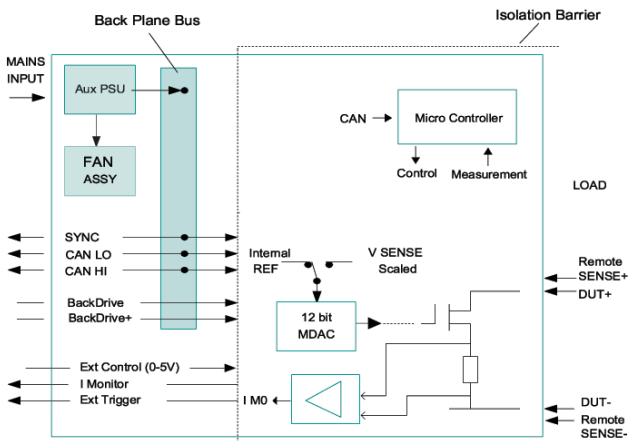 Back Plane Bus
Isolation Barrier
MAINS
INPUT
Aux PSU
FAN
ASSY
CAN
Micro Controller
Control
Measurement
LOAD
SYNC
CAN LO
CAN HI
Internal
REF
V SENSE
Scaled
Remote
SENSE+
DUT+
BackDrive
BackDrive+
12 bit
MDAC
Ext Control (0-5V)
I Monitor
Ext Trigger
I M0
DUT-
Remote
SENSE-